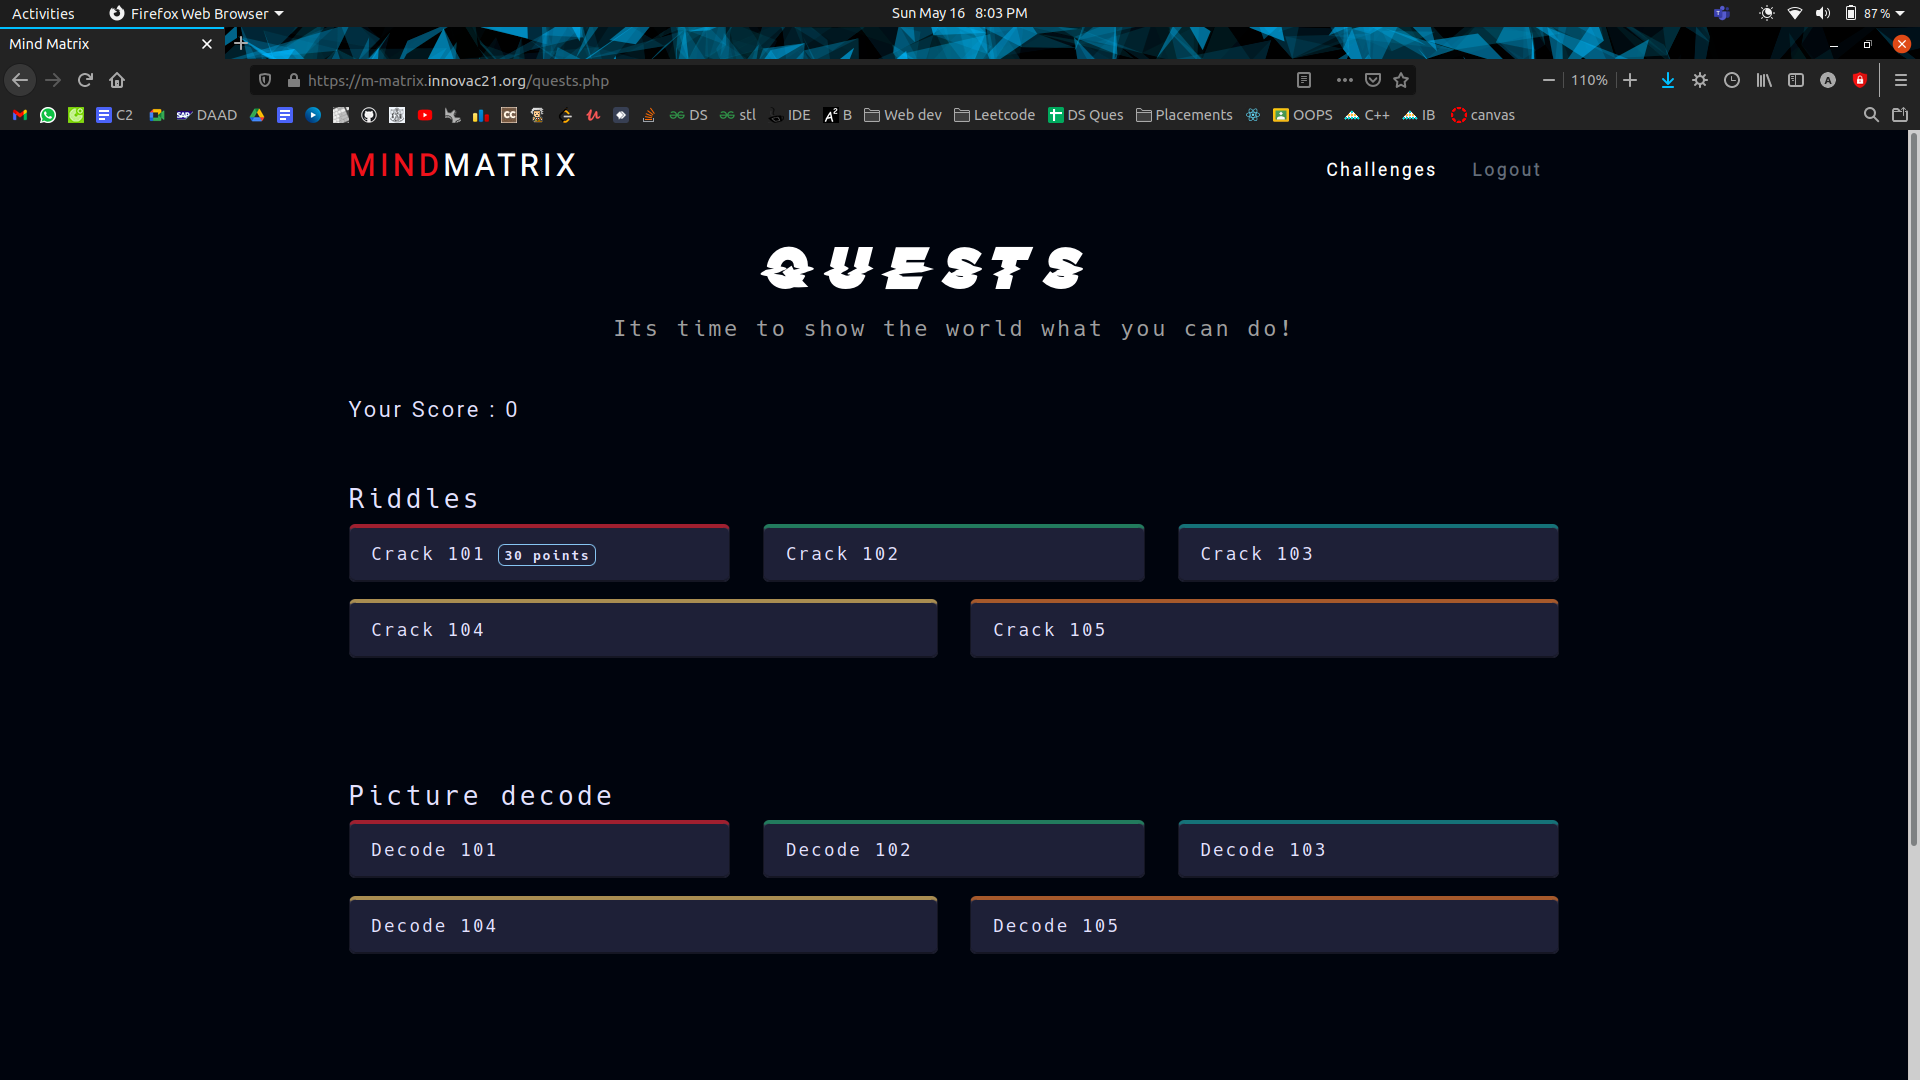 Activities Firefox Web Browser Sun May 16 8:03 PM 87 %
Mind Matrix
https://m-matrix.innovac21.org/quests.php 110%
C2 DAAD DS stl IDE B Web dev Leetcode DS Ques Placements OOPS C++ IB canvas
MINDMATRIX Challenges Logout
QUESTS
Its time to show the world what you can do!
Your Score : 0
Riddles
Crack 101 30 points Crack 102 Crack 103
Crack 104 Crack 105
Picture decode
Decode 101 Decode 102 Decode 103
Decode 104 Decode 105